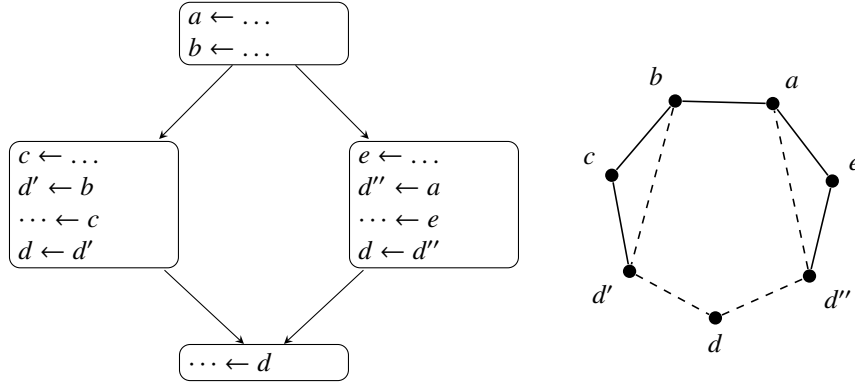 a ← …
b ← …
c ← …
d′ ← b
⋯ ← c
d ← d′
e ← …
d″ ← a
⋯ ← e
d ← d″
⋯ ← d
b
a
c
e
d′
d″
d